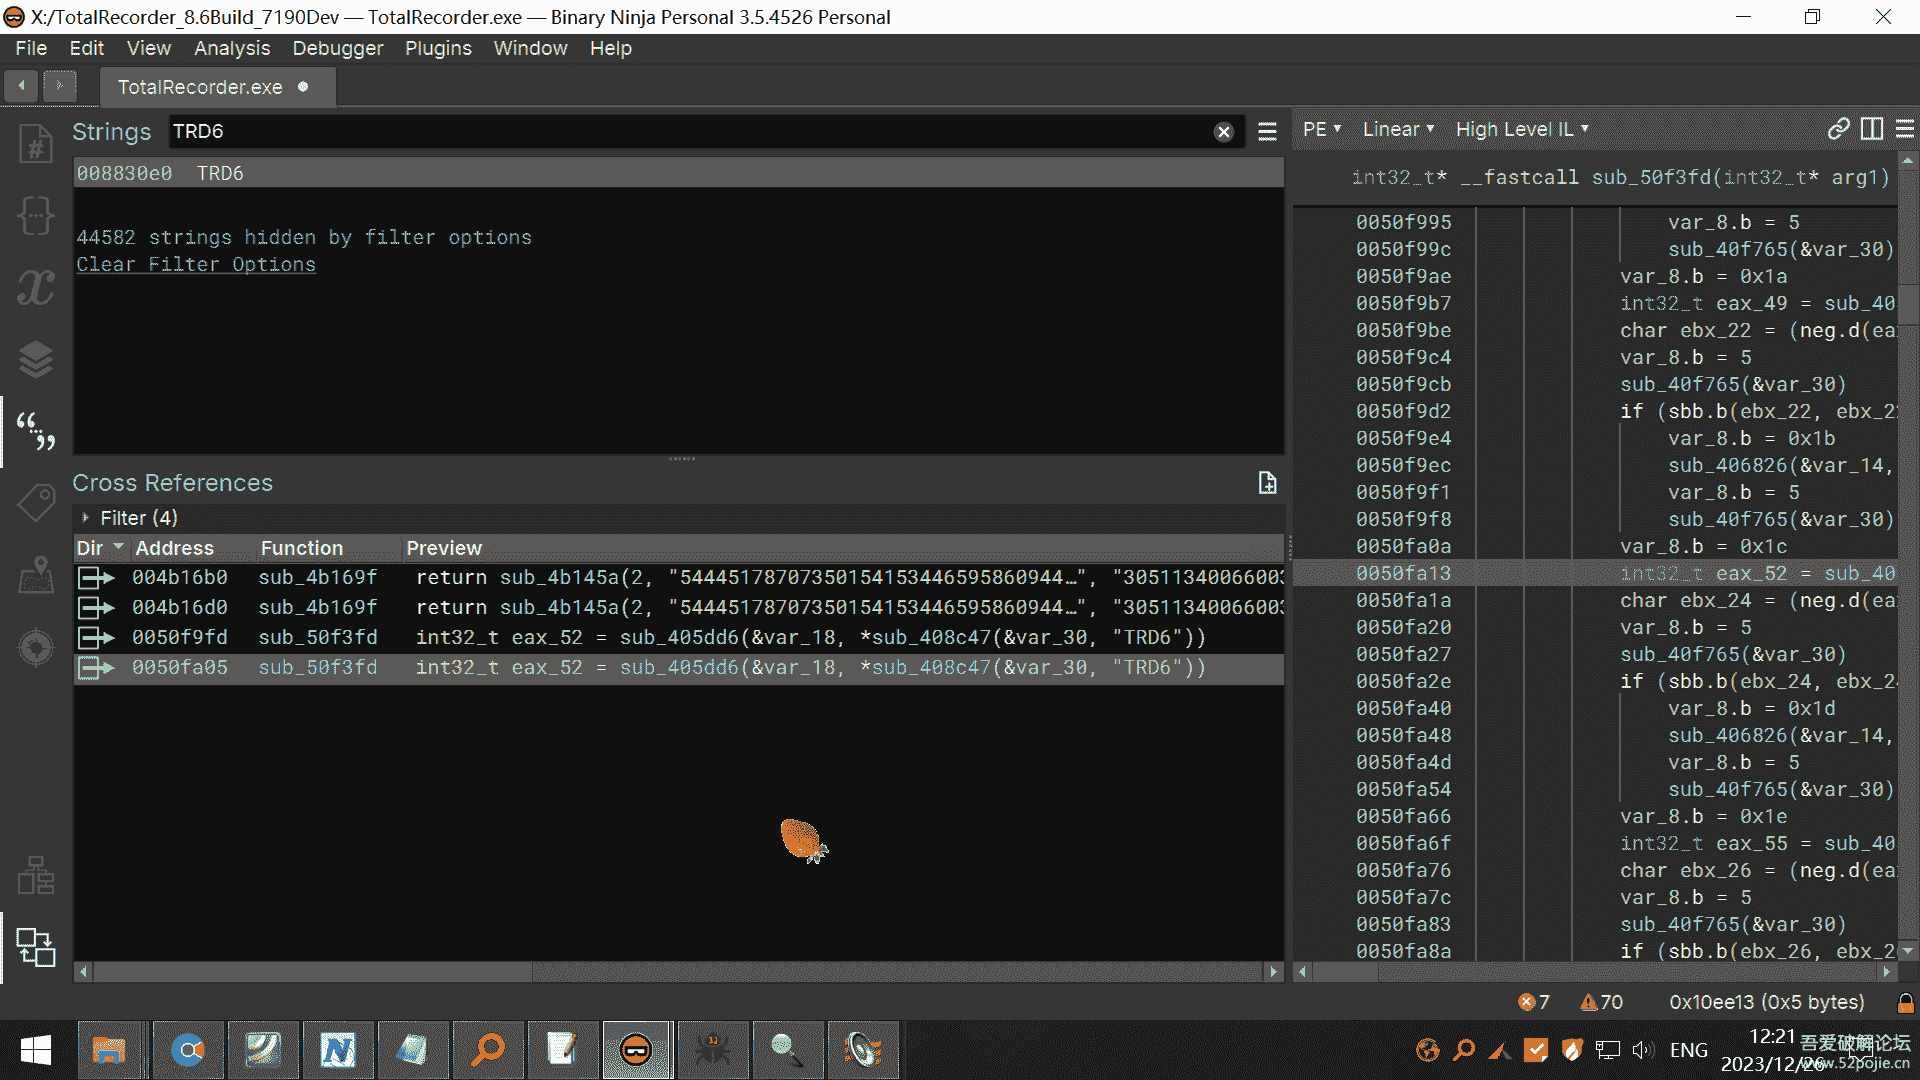 X:/TotalRecorder_8.6Build_7190Dev — TotalRecorder.exe — Binary Ninja Personal 3.5.4526 Personal
File Edit View Analysis Debugger Plugins Window Help
TotalRecorder.exe
Strings TRD6
008830e0 TRD6
44582 strings hidden by filter options
Clear Filter Options
Cross References
Filter (4)
Dir Address Function Preview
004b16b0 sub_4b169f return sub_4b145a(2, "54445178707350154153446595860944…", "30511340066003
004b16d0 sub_4b169f return sub_4b145a(2, "54445178707350154153446595860944…", "30511340066003
0050f9fd sub_50f3fd int32_t eax_52 = sub_405dd6(&var_18, *sub_408c47(&var_30, "TRD6"))
0050fa05 sub_50f3fd int32_t eax_52 = sub_405dd6(&var_18, *sub_408c47(&var_30, "TRD6"))
PE Linear High Level IL
int32_t* __fastcall sub_50f3fd(int32_t* arg1)
0050f995 var_8.b = 5
0050f99c sub_40f765(&var_30)
0050f9ae var_8.b = 0x1a
0050f9b7 int32_t eax_49 = sub_40
0050f9be char ebx_22 = (neg.d(ea
0050f9c4 var_8.b = 5
0050f9cb sub_40f765(&var_30)
0050f9d2 if (sbb.b(ebx_22, ebx_2
0050f9e4 var_8.b = 0x1b
0050f9ec sub_406826(&var_14,
0050f9f1 var_8.b = 5
0050f9f8 sub_40f765(&var_30)
0050fa0a var_8.b = 0x1c
0050fa13 int32_t eax_52 = sub_40
0050fa1a char ebx_24 = (neg.d(ea
0050fa20 var_8.b = 5
0050fa27 sub_40f765(&var_30)
0050fa2e if (sbb.b(ebx_24, ebx_2
0050fa40 var_8.b = 0x1d
0050fa48 sub_406826(&var_14,
0050fa4d var_8.b = 5
0050fa54 sub_40f765(&var_30)
0050fa66 var_8.b = 0x1e
0050fa6f int32_t eax_55 = sub_40
0050fa76 char ebx_26 = (neg.d(ea
0050fa7c var_8.b = 5
0050fa83 sub_40f765(&var_30)
0050fa8a if (sbb.b(ebx_26, ebx_2
7 70 0x10ee13 (0x5 bytes)
ENG
12:21
2023/12/26
吾爱破解论坛
www.52pojie.cn